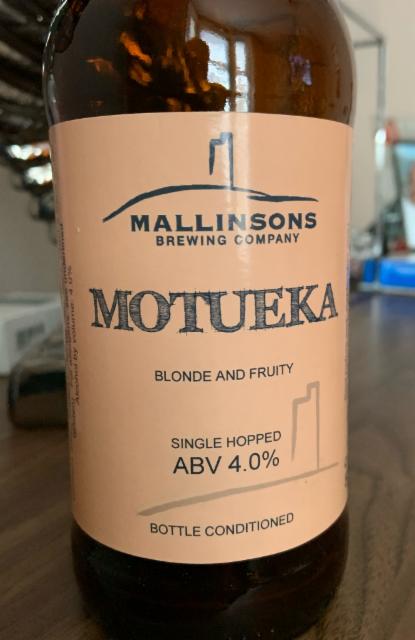 MALLINSONS
BREWING COMPANY
MOTUEKA
BLONDE AND FRUITY
SINGLE HOPPED
ABV 4.0%
BOTTLE CONDITIONED